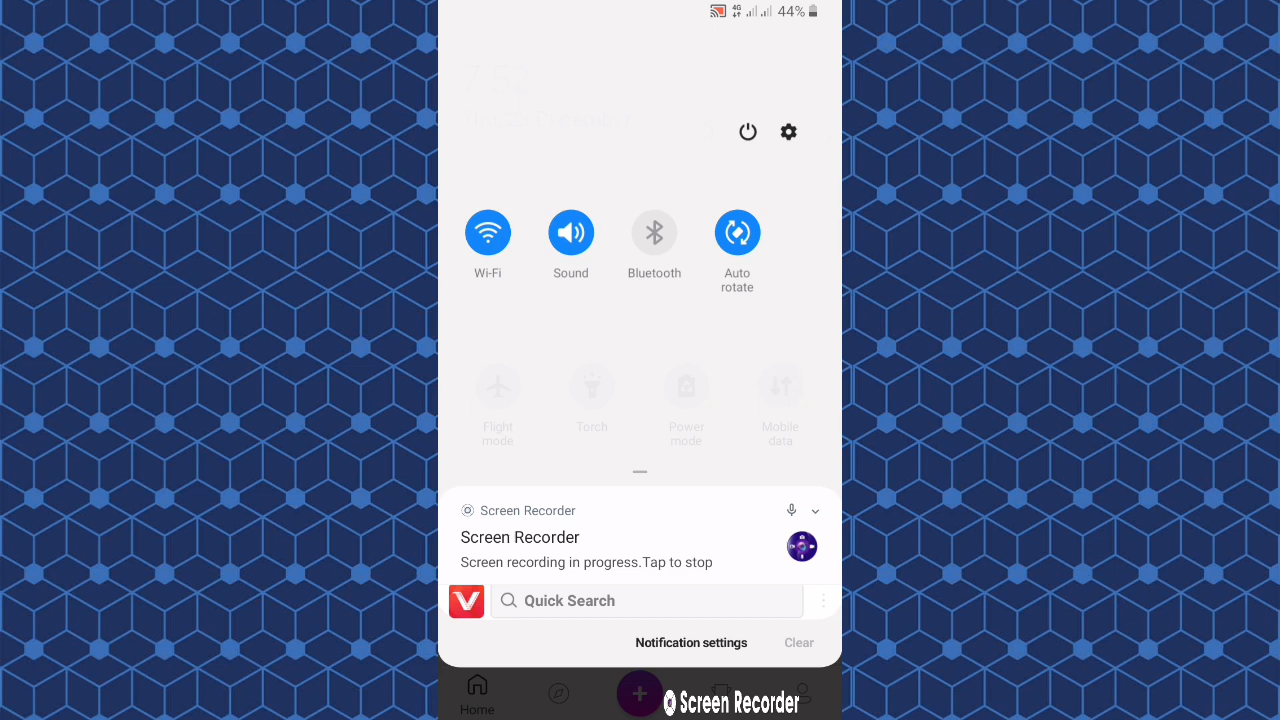 4G 44%
Wi-Fi
Sound
Bluetooth
Auto
rotate
Flight
mode
Torch
Power
mode
Mobile
data
Screen Recorder
Screen Recorder
Screen recording in progress.Tap to stop
Quick Search
Notification settings
Clear
Home
Screen Recorder